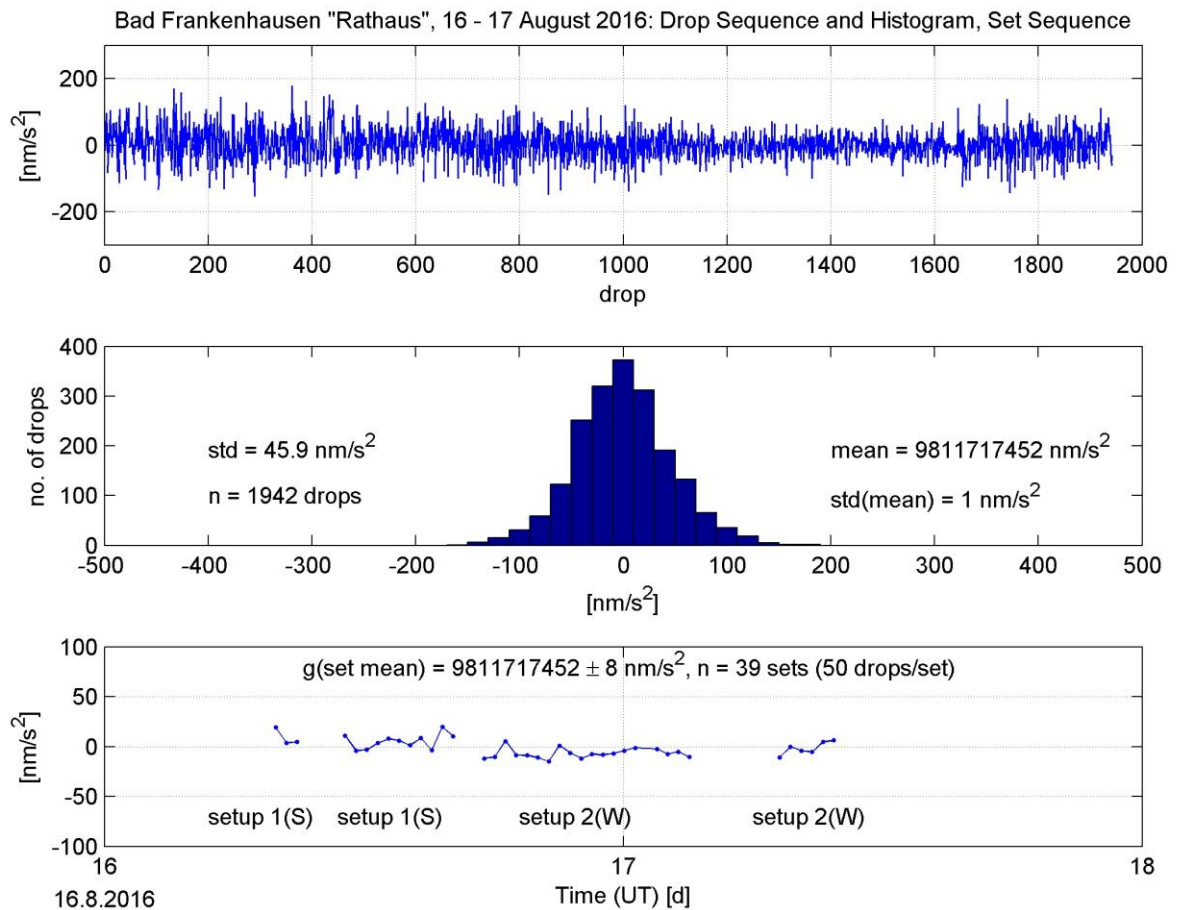 Bad Frankenhausen "Rathaus", 16 - 17 August 2016: Drop Sequence and Histogram, Set Sequence
[nm/s²]
200
0
-200
0 200 400 600 800 1000 1200 1400 1600 1800 2000
drop
no. of drops
400
300
200
100
0
std = 45.9 nm/s²
n = 1942 drops
mean = 9811717452 nm/s²
std(mean) = 1 nm/s²
-500 -400 -300 -200 -100 0 100 200 300 400 500
[nm/s²]
[nm/s²]
100
50
0
-50
-100
g(set mean) = 9811717452 ± 8 nm/s², n = 39 sets (50 drops/set)
setup 1(S) setup 1(S) setup 2(W) setup 2(W)
16 17 18
16.8.2016
Time (UT) [d]